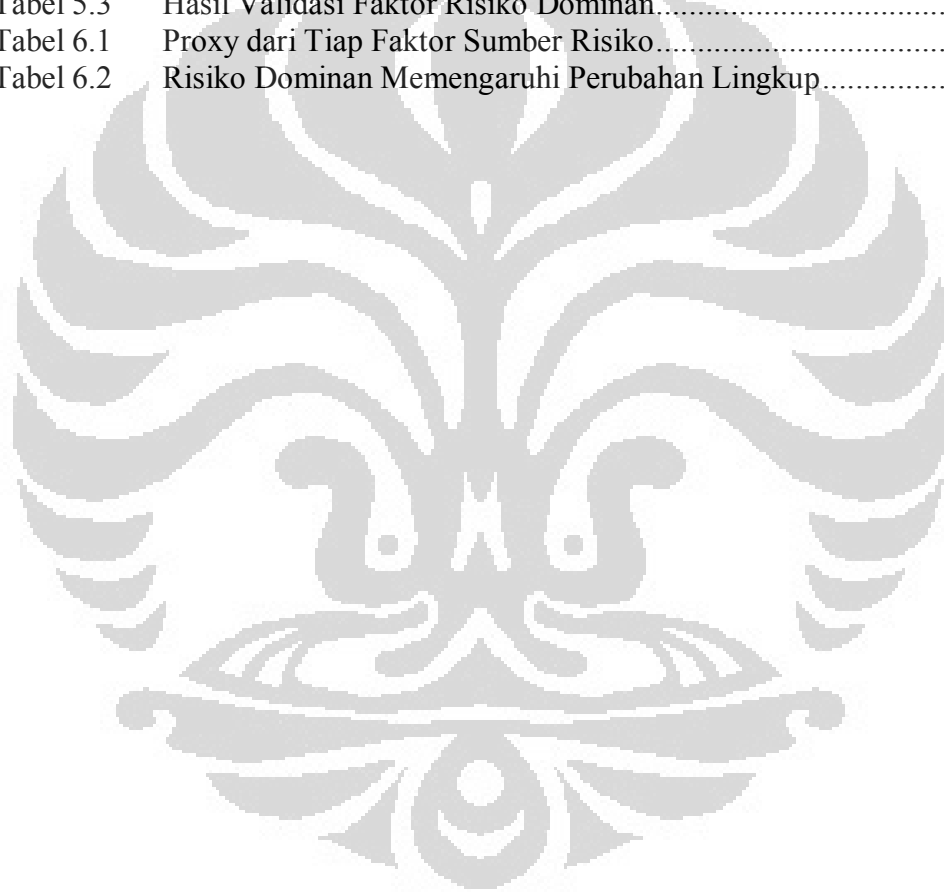 Tabel 5.3 Hasil Validasi Faktor Risiko Dominan
Tabel 6.1 Proxy dari Tiap Faktor Sumber Risiko
Tabel 6.2 Risiko Dominan Memengaruhi Perubahan Lingkup